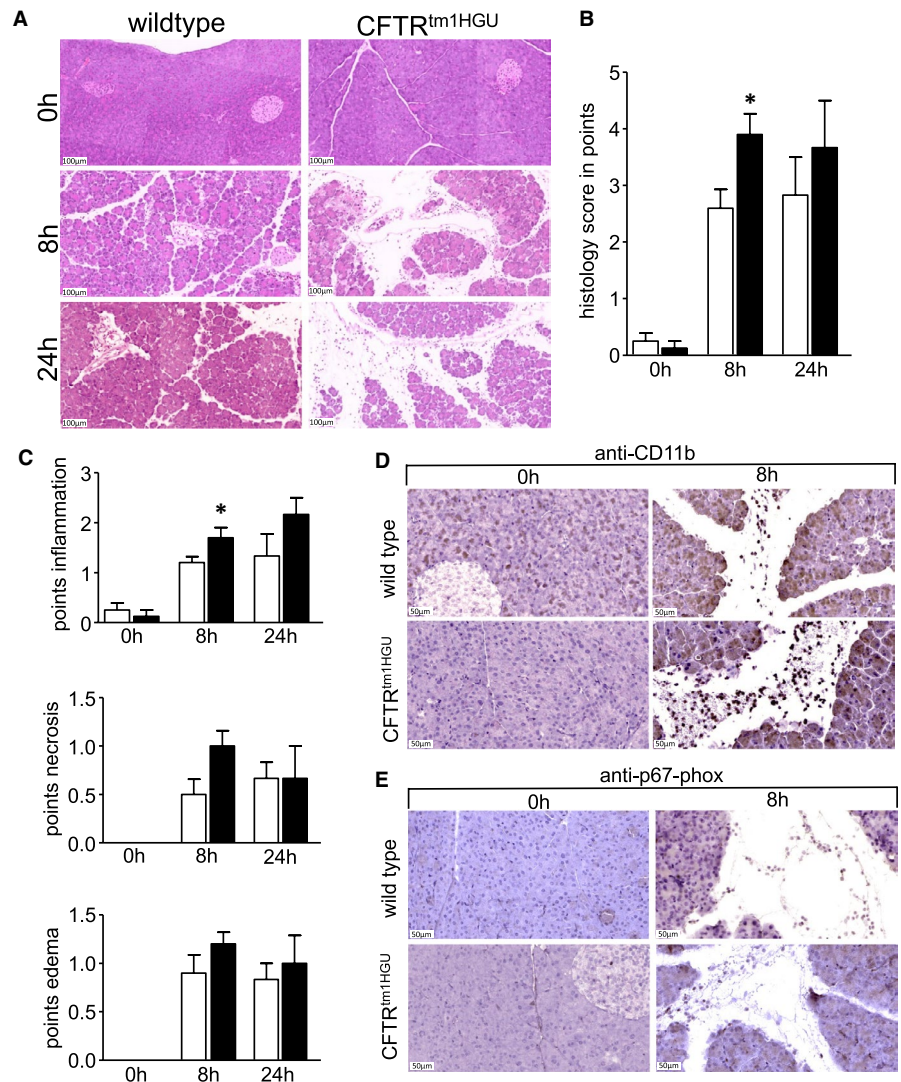 A
wildtype
CFTRtm1HGU
0h
100µm
100µm
8h
100µm
100µm
24h
100µm
100µm
B
histology score in points
5
4
3
2
1
0
*
0h
8h
24h
C
points inflammation
3
2
1
0
*
0h
8h
24h
points necrosis
1.5
1.0
0.5
0.0
0h
8h
24h
points edema
1.5
1.0
0.5
0.0
0h
8h
24h
D
anti-CD11b
0h
8h
wild type
50µm
50µm
CFTRtm1HGU
50µm
50µm
E
anti-p67-phox
0h
8h
wild type
50µm
50µm
CFTRtm1HGU
50µm
50µm